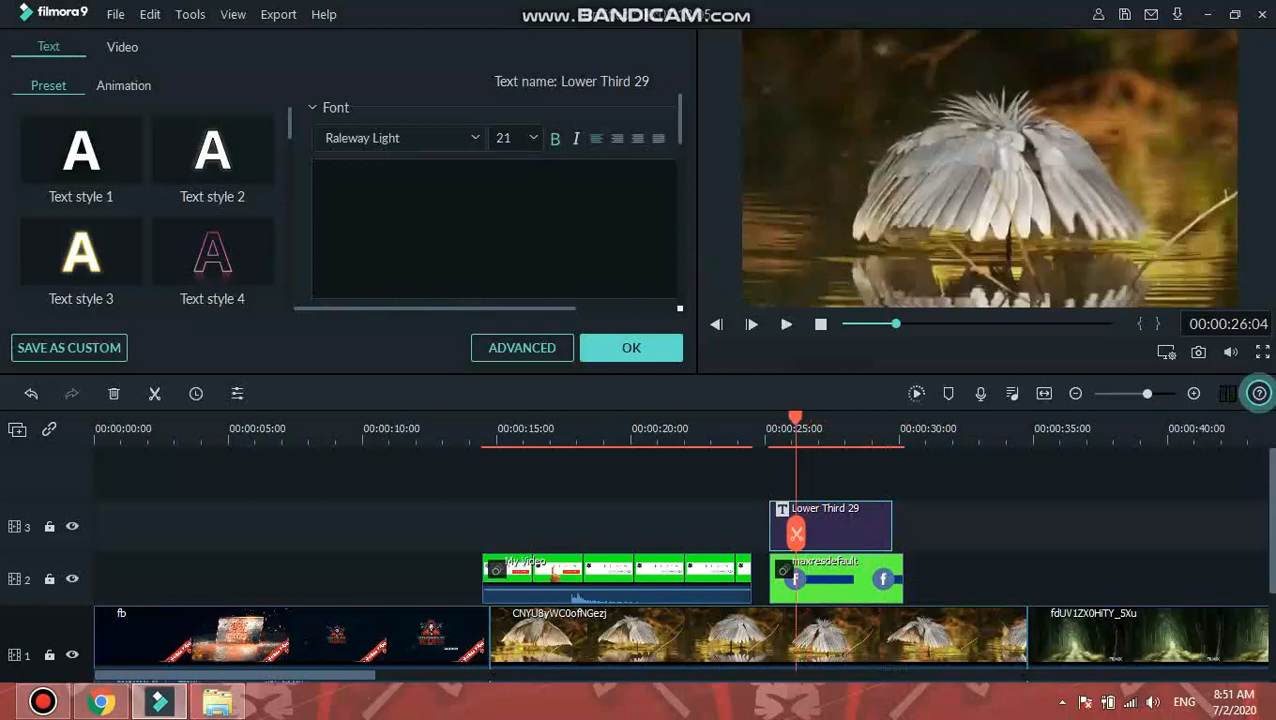 filmora9
File Edit Tools View Export Help
www.BANDICAM.com
Text Video
Preset Animation
Text name: Lower Third 29
Font
Raleway Light 21 B I
A A
Text style 1 Text style 2
A A
Text style 3 Text style 4
SAVE AS CUSTOM ADVANCED OK
{ } 00:00:26:04
00:00:00:00 00:00:05:00 00:00:10:00 00:00:15:00 00:00:20:00 00:00:25:00 00:00:30:00 00:00:35:00 00:00:40:00
3 T Lower Third 29
2 My Video maxresdefault
f f
1 fb CNYU8yWC0ofNGezj fdUV1ZX0HiTY_5Xu
ENG 8:51 AM
7/2/2020